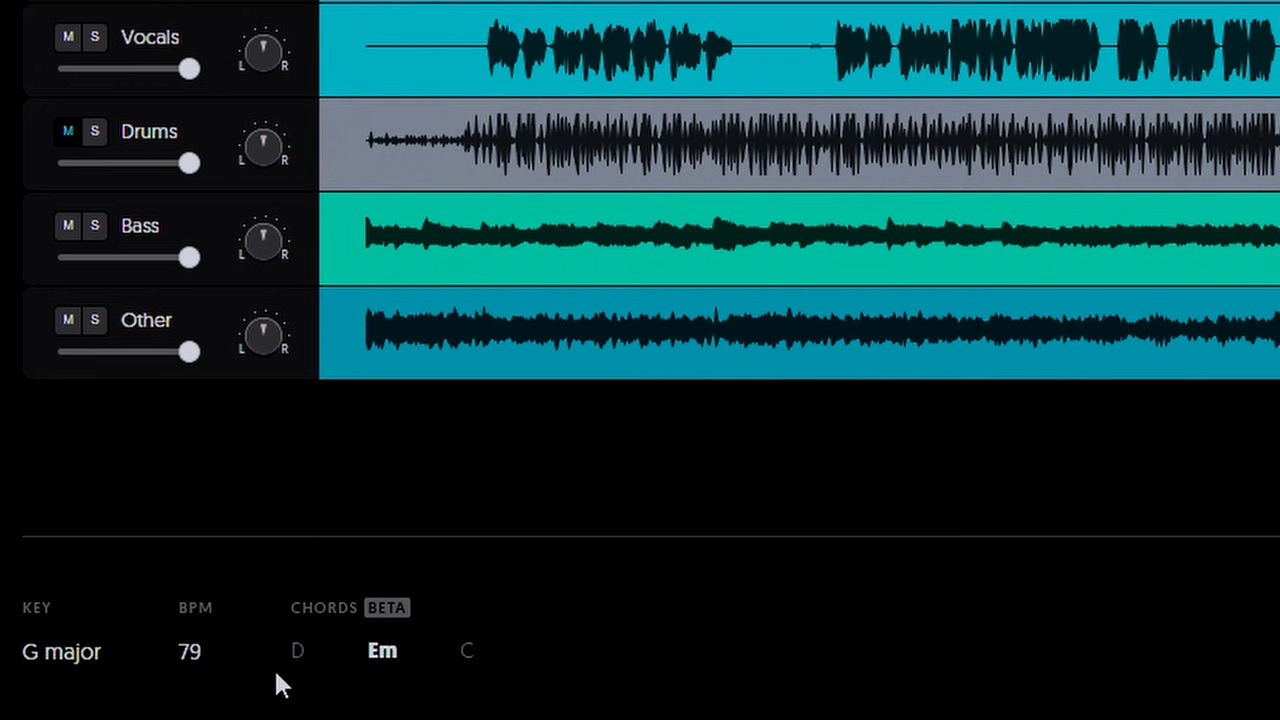 M S Vocals
L R
M S Drums
L R
M S Bass
L R
M S Other
L R
KEY BPM CHORDS BETA
G major 79 D Em C